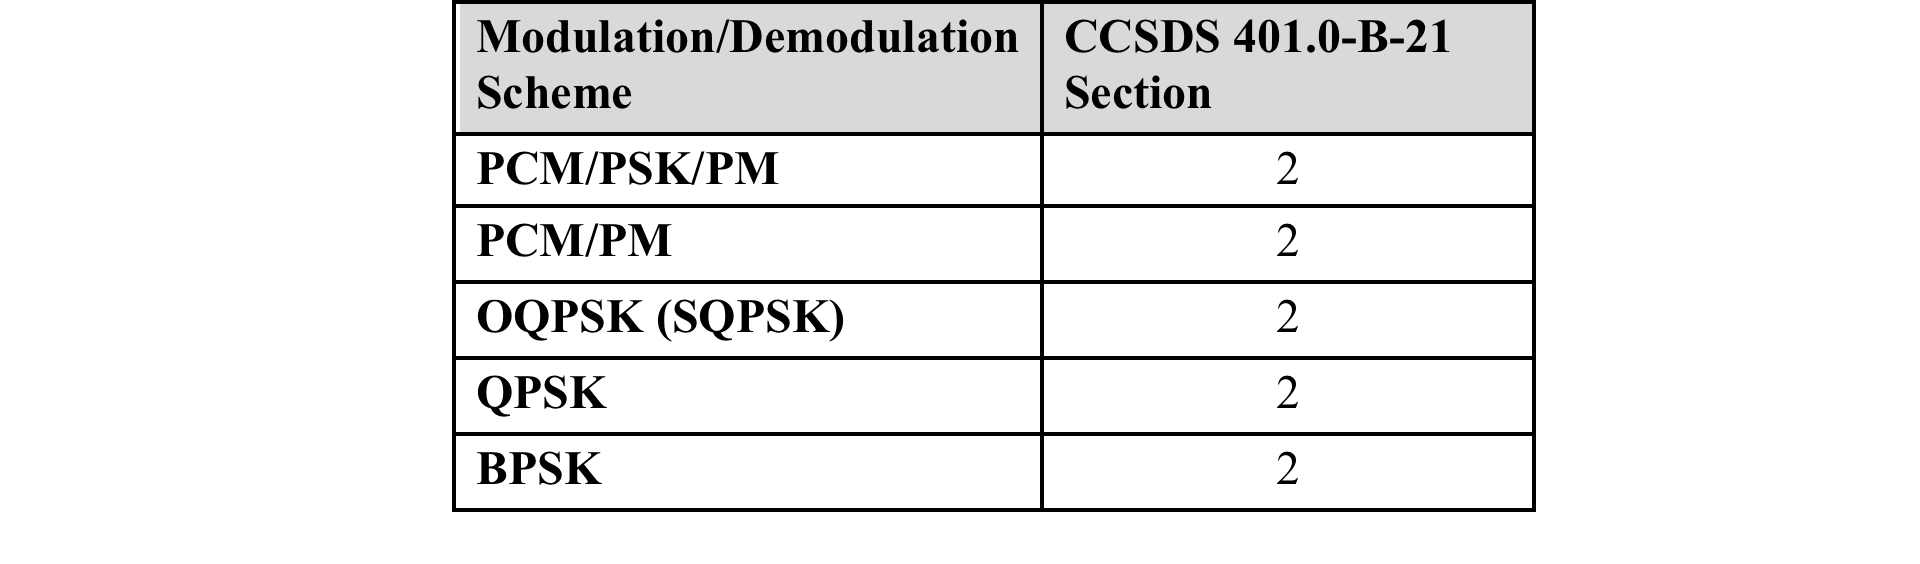 Modulation/Demodulation Scheme CCSDS 401.0-B-21 Section
PCM/PSK/PM 2
PCM/PM 2
OQPSK (SQPSK) 2
QPSK 2
BPSK 2